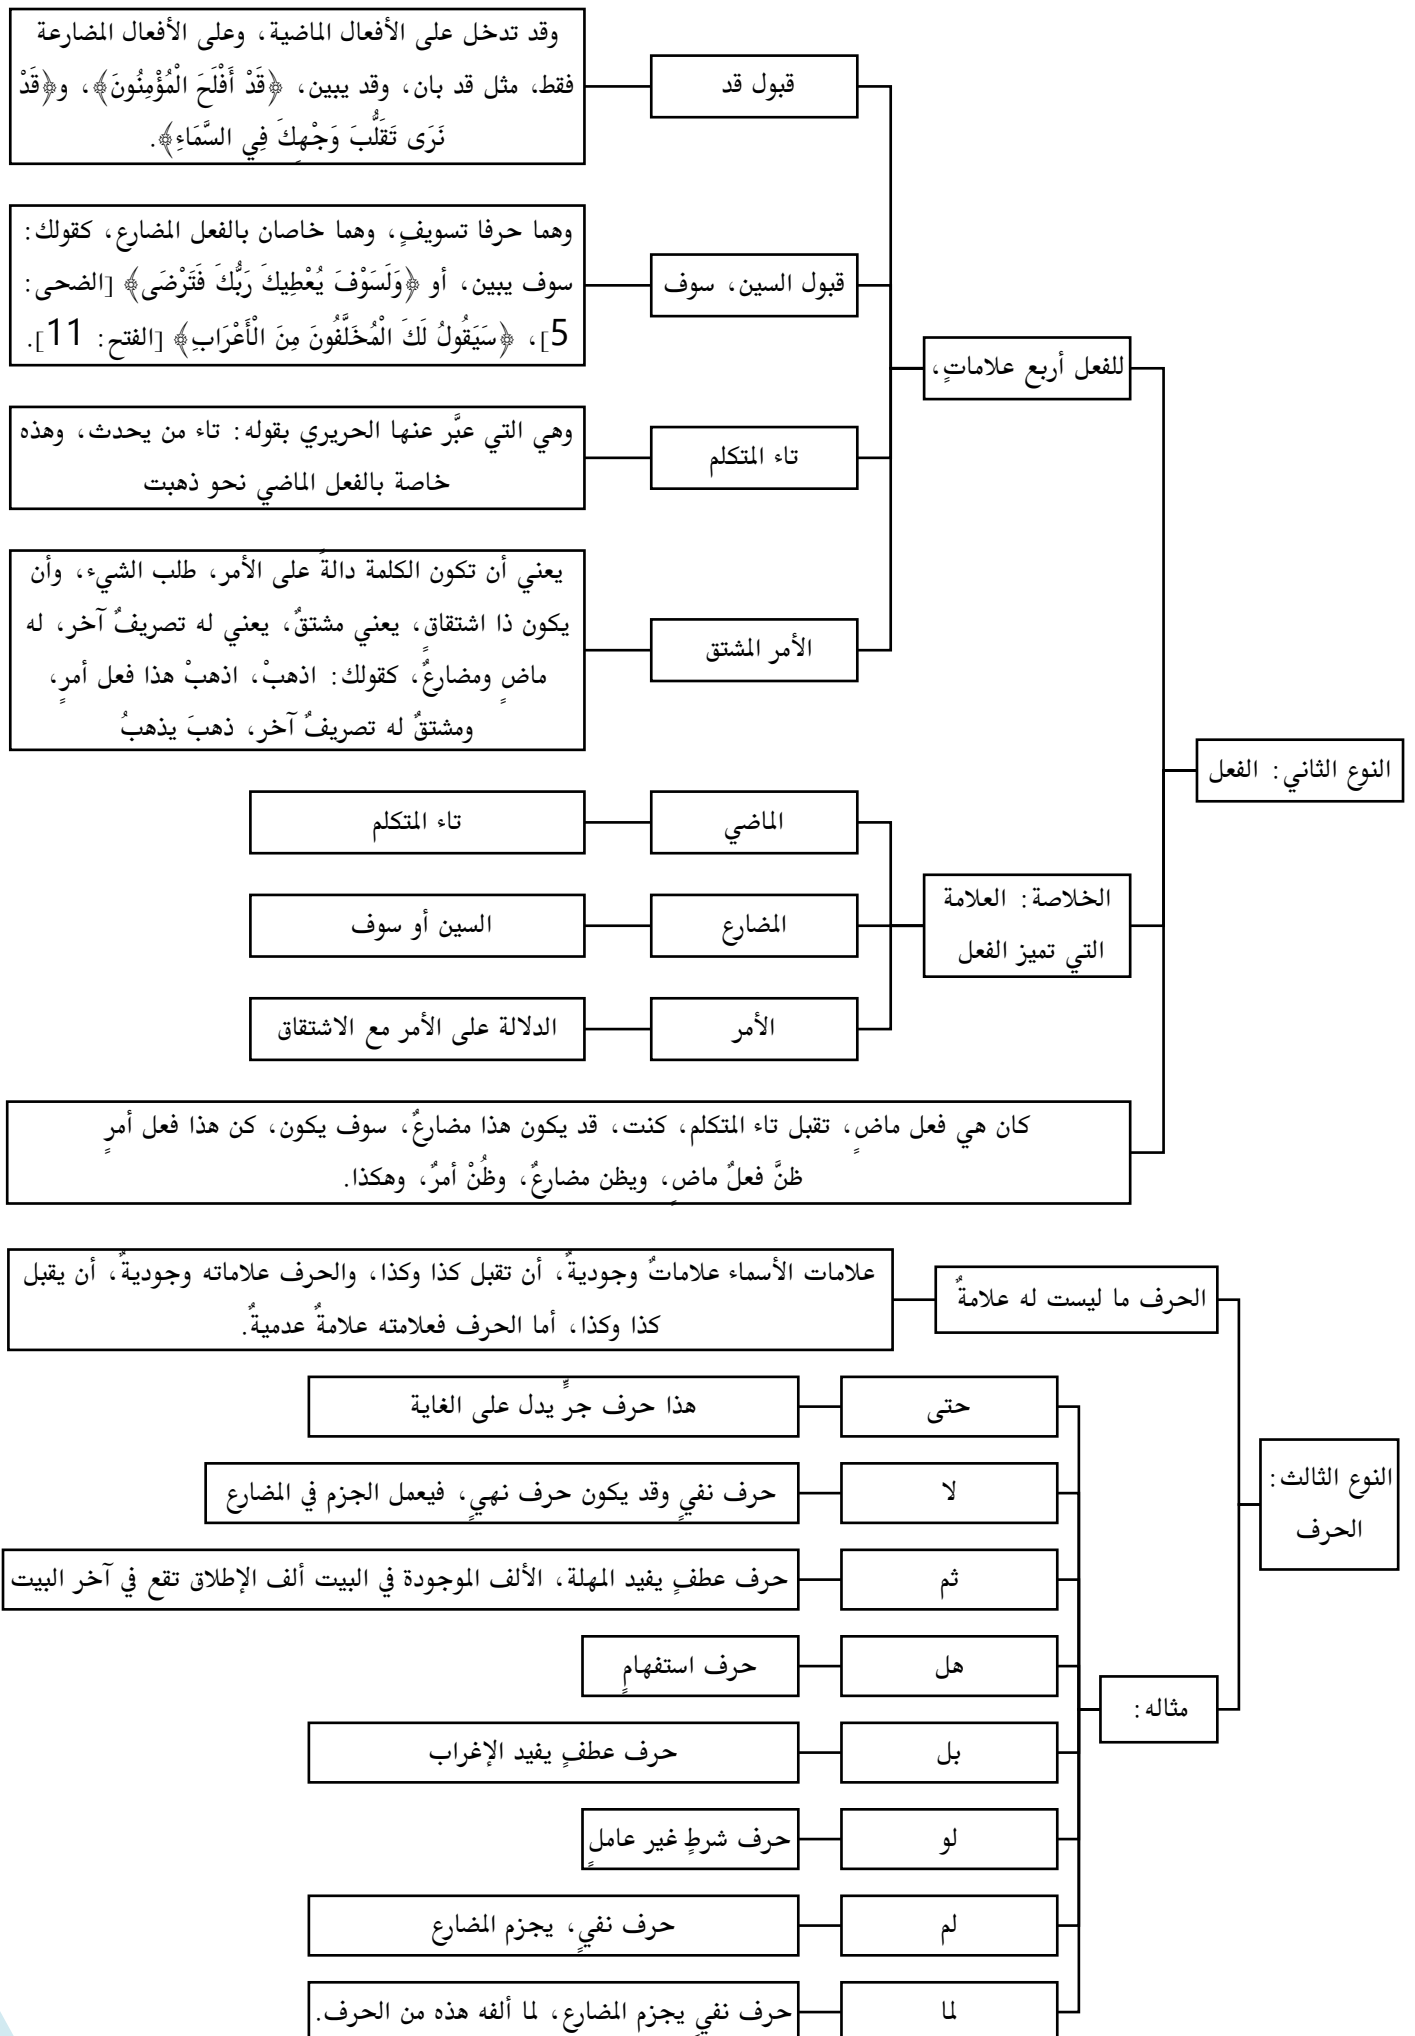 النوع الثاني: الفعل
للفعل أربع علاماتٍ،
قبول قد
وقد تدخل على الأفعال الماضية، وعلى الأفعال المضارعة
فقط، مثل قد بان، وقد يبين، ﴿قَدْ أَفْلَحَ الْمُؤْمِنُونَ﴾، و﴿قَدْ
نَرَى تَقَلُّبَ وَجْهِكَ فِي السَّمَاءِ﴾.
قبول السين، سوف
وهما حرفا تسويفٍ، وهما خاصان بالفعل المضارع، كقولك:
سوف يبين، أو ﴿وَلَسَوْفَ يُعْطِيكَ رَبُّكَ فَتَرْضَى﴾ [الضحى:
5]، ﴿سَيَقُولُ لَكَ الْمُخَلَّفُونَ مِنَ الْأَعْرَابِ﴾ [الفتح: 11].
تاء المتكلم
وهي التي عبَّر عنها الحريري بقوله: تاء من يحدث، وهذه
خاصة بالفعل الماضي نحو ذهبت
الأمر المشتق
يعني أن تكون الكلمة دالةً على الأمر، طلب الشيء، وأن
يكون ذا اشتقاقٍ، يعني مشتقٌ، يعني له تصريفٌ آخر، له
ماضٍ ومضارعٌ، كقولك: اذهبْ، اذهبْ هذا فعل أمرٍ،
ومشتقٌ له تصريفٌ آخر، ذهبَ يذهبُ
الخلاصة: العلامة
التي تميز الفعل
الماضي
تاء المتكلم
المضارع
السين أو سوف
الأمر
الدلالة على الأمر مع الاشتقاق
كان هي فعل ماضٍ، تقبل تاء المتكلم، كنت، قد يكون هذا مضارعٌ، سوف يكون، كن هذا فعل أمرٍ
ظنَّ فعلٌ ماضٍ، ويظن مضارعٌ، وظُنْ أمرٌ، وهكذا.
النوع الثالث:
الحرف
الحرف ما ليست له علامةٌ
علامات الأسماء علاماتٌ وجوديةٌ، أن تقبل كذا وكذا، والحرف علاماته وجوديةٌ، أن يقبل
كذا وكذا، أما الحرف فعلامته علامةٌ عدميةٌ.
مثاله:
حتى
هذا حرف جرٍّ يدل على الغاية
لا
حرف نفيٍ وقد يكون حرف نهيٍ، فيعمل الجزم في المضارع
ثم
حرف عطفٍ يفيد المهلة، الألف الموجودة في البيت ألف الإطلاق تقع في آخر البيت
هل
حرف استفهامٍ
بل
حرف عطفٍ يفيد الإغراب
لو
حرف شرطٍ غير عاملٍ
لم
حرف نفيٍ، يجزم المضارع
لما
حرف نفيٍ يجزم المضارع، لما ألفه هذه من الحرف.